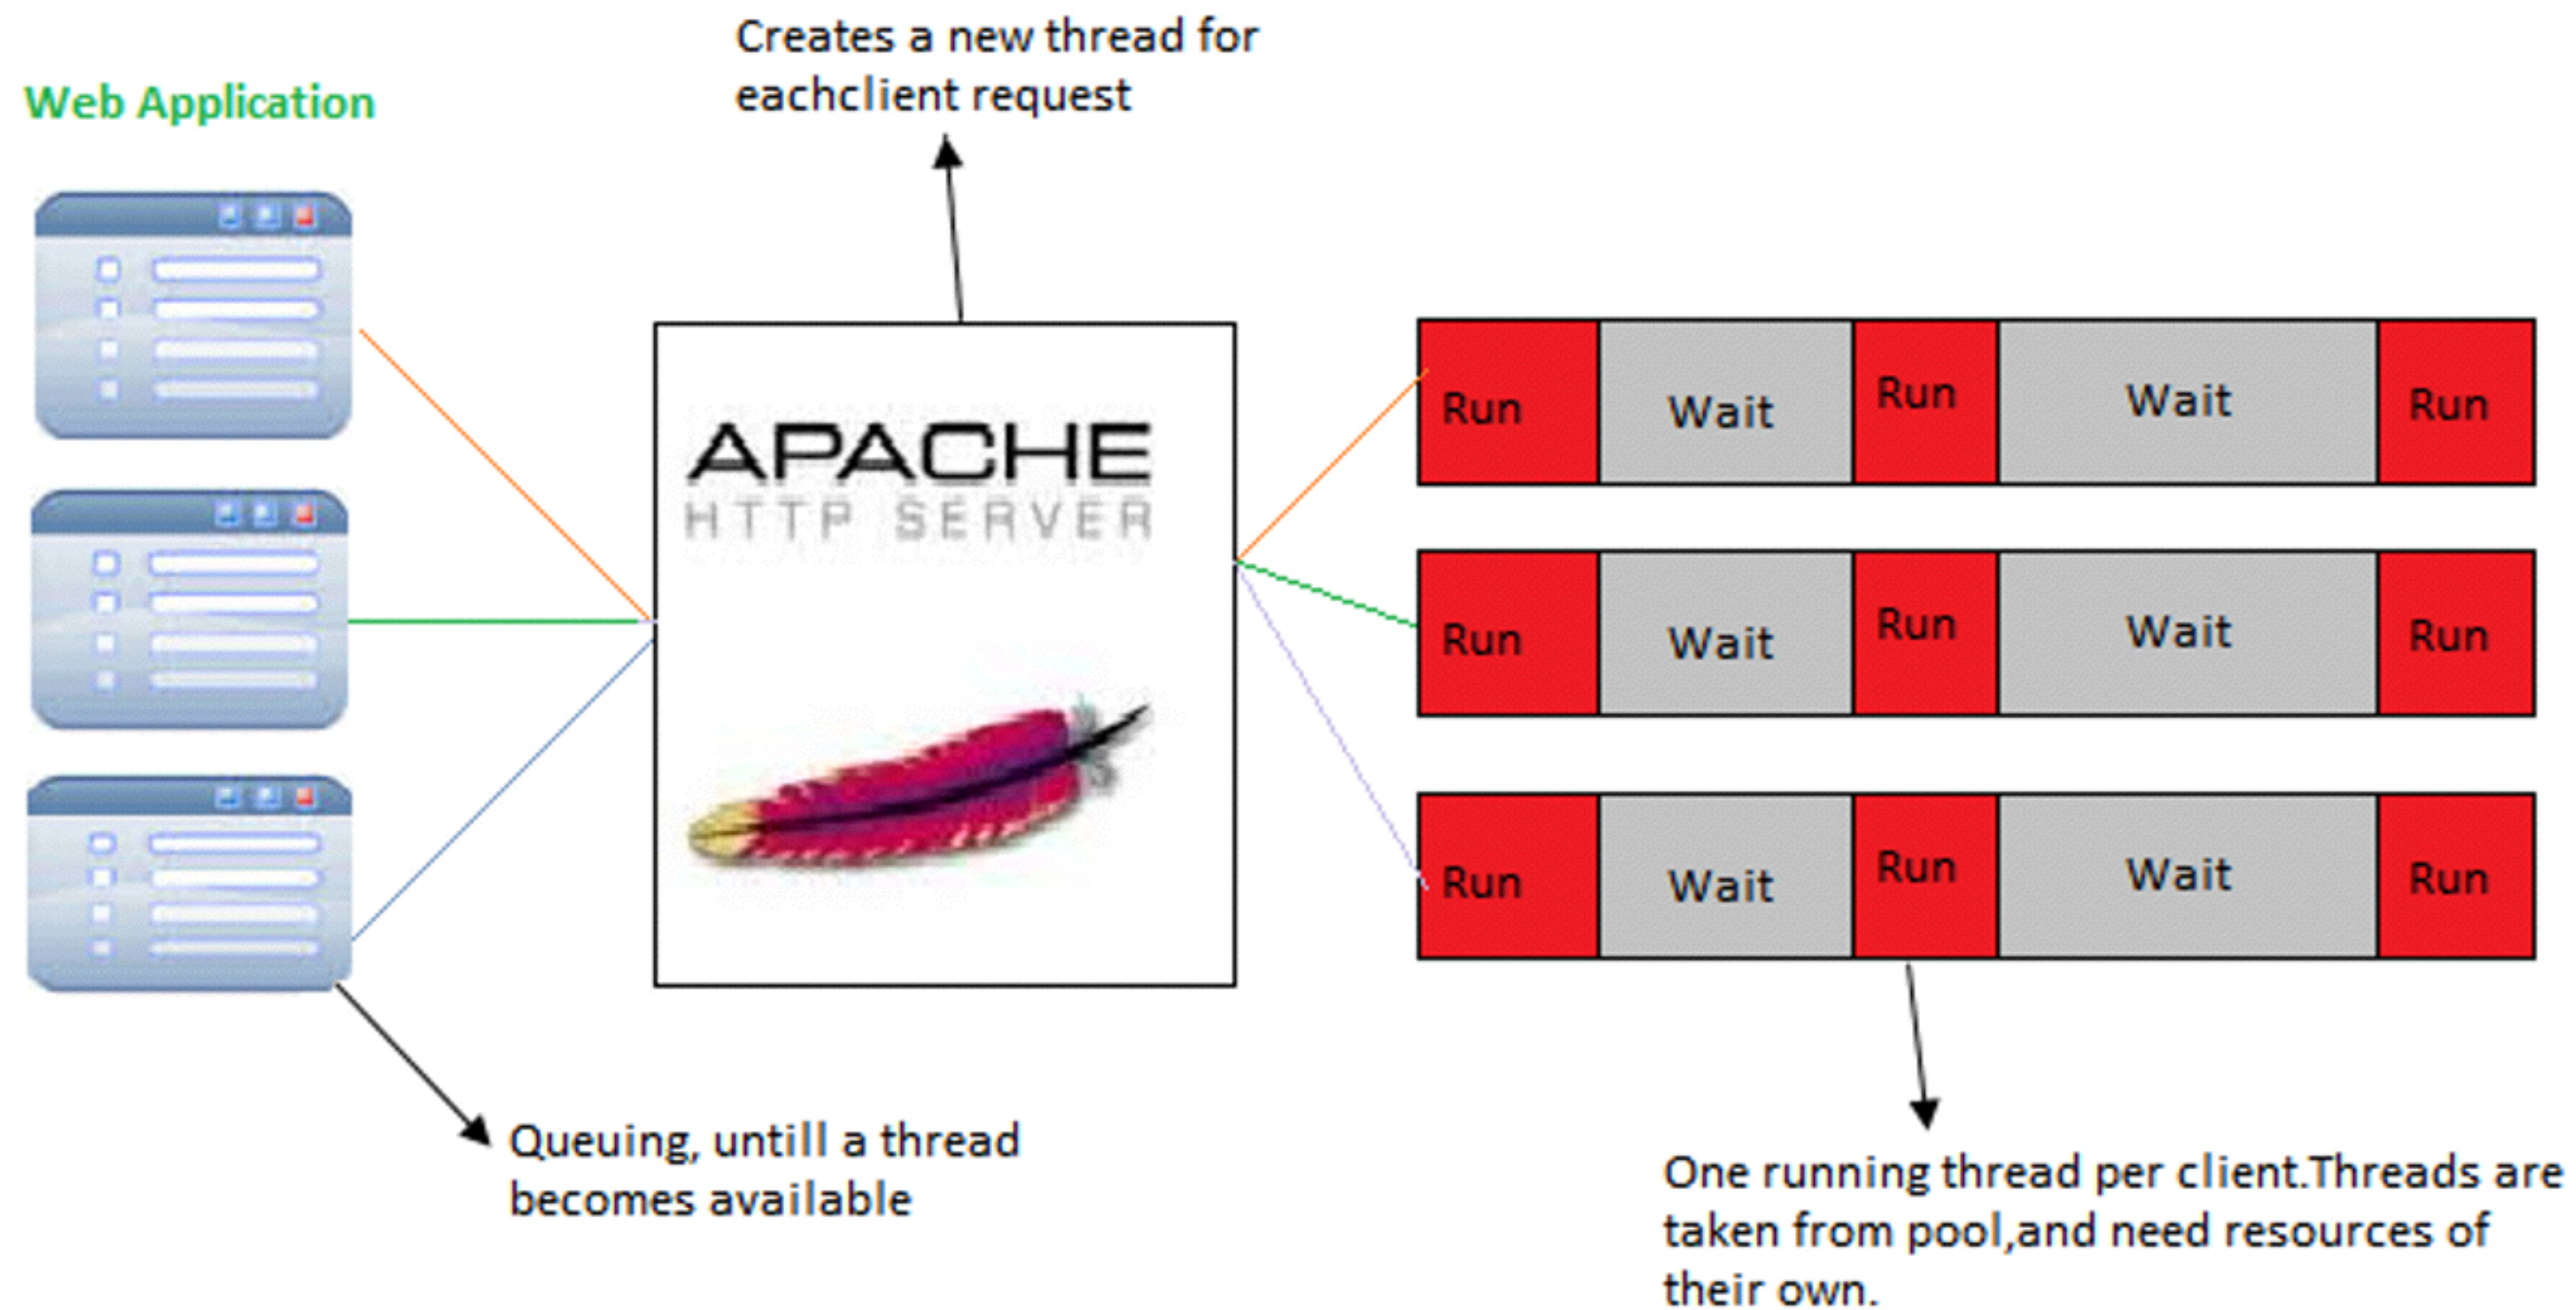 Creates a new thread for
eachclient request
Web Application
APACHE
HTTP SERVER
Run Wait Run Wait Run
Run Wait Run Wait Run
Run Wait Run Wait Run
Queuing, untill a thread
becomes available
One running thread per client.Threads are
taken from pool,and need resources of
their own.